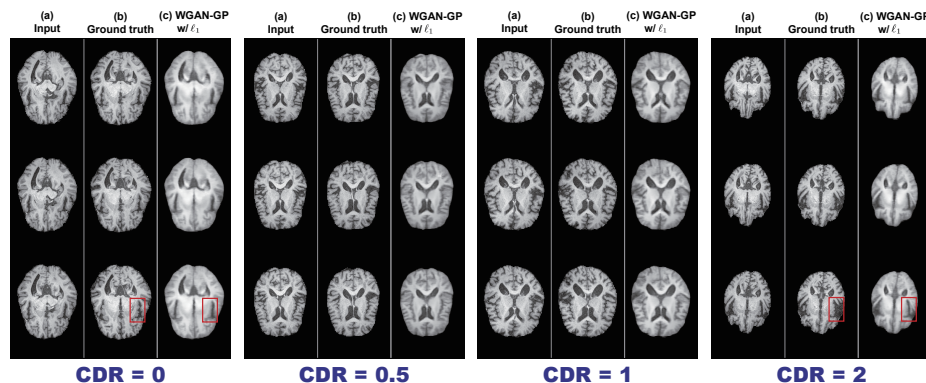 (a) (b) (c) WGAN-GP
Input Ground truth w/ ℓ₁
(a) (b) (c) WGAN-GP
Input Ground truth w/ ℓ₁
(a) (b) (c) WGAN-GP
Input Ground truth w/ ℓ₁
(a) (b) (c) WGAN-GP
Input Ground truth w/ ℓ₁
CDR = 0
CDR = 0.5
CDR = 1
CDR = 2